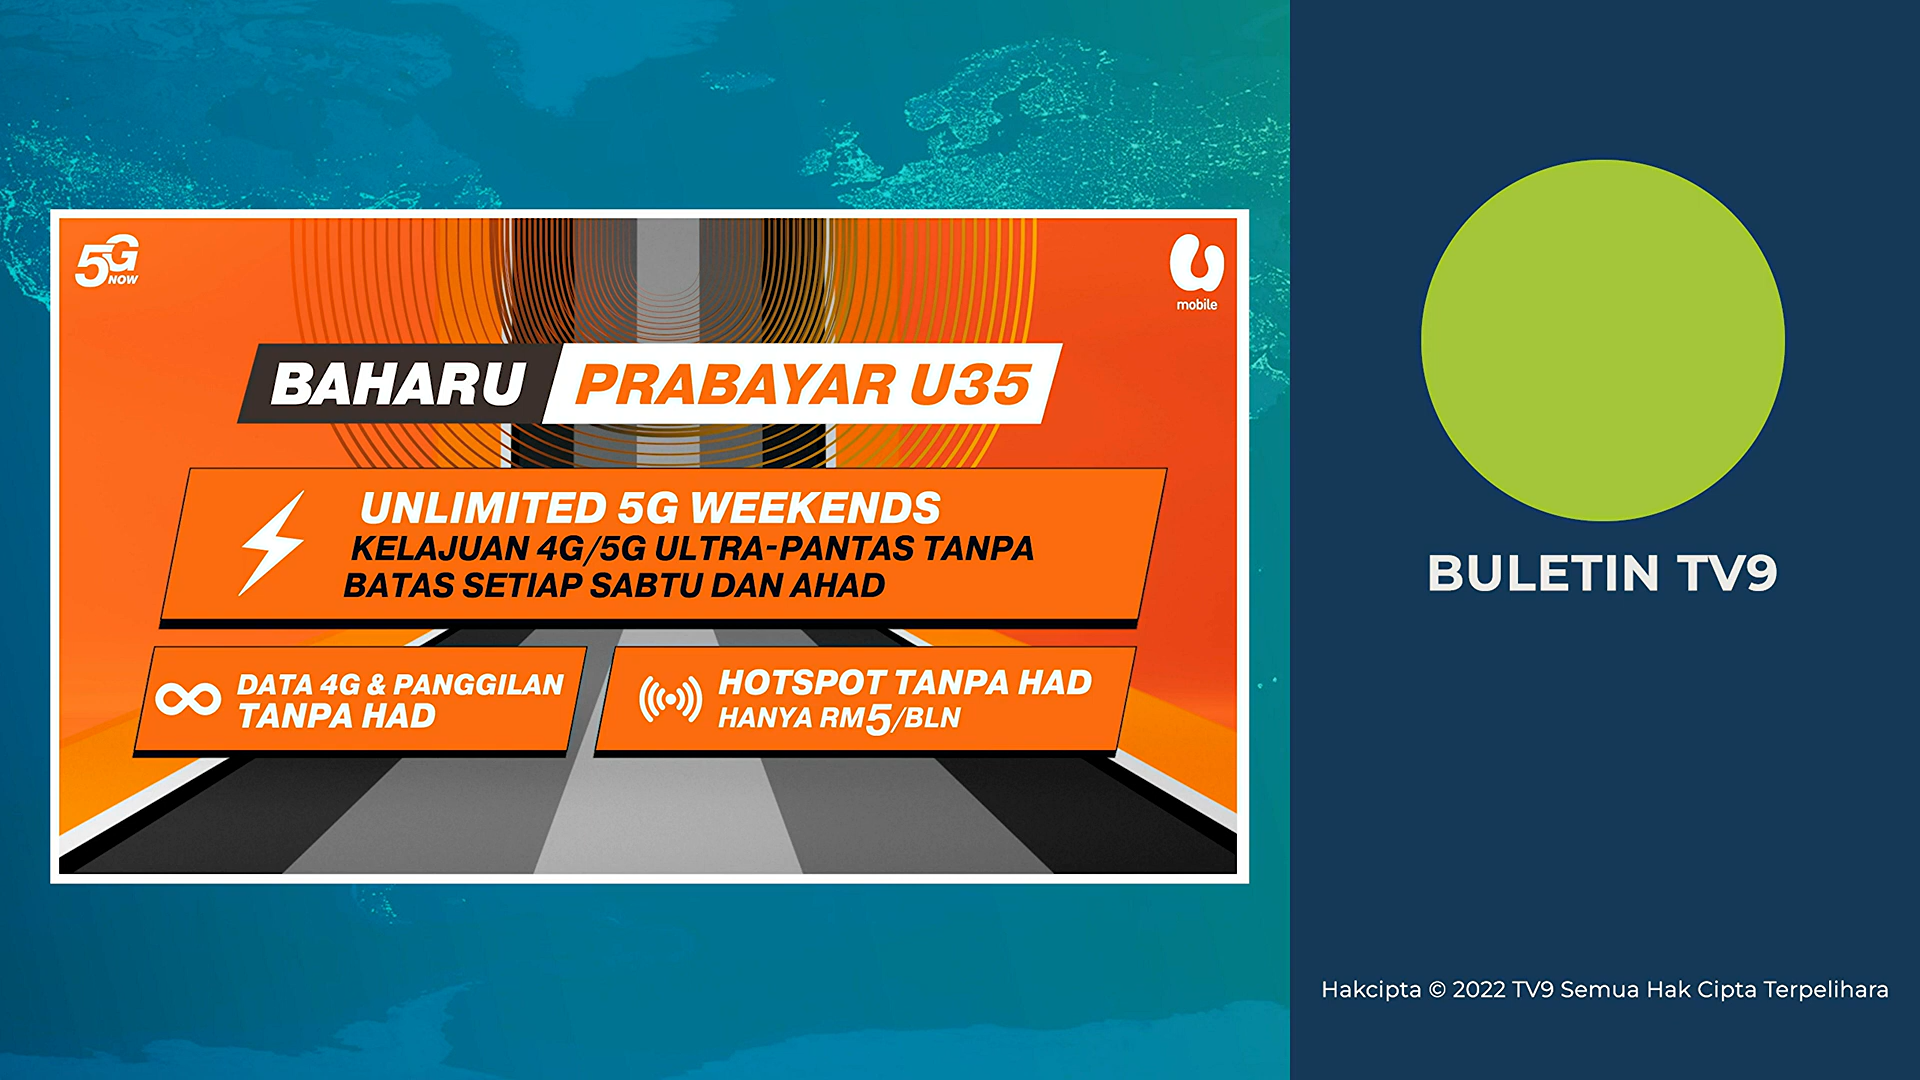 5G
NOW
mobile
BAHARU PRABAYAR U35
UNLIMITED 5G WEEKENDS
KELAJUAN 4G/5G ULTRA-PANTAS TANPA
BATAS SETIAP SABTU DAN AHAD
DATA 4G & PANGGILAN
TANPA HAD
HOTSPOT TANPA HAD
HANYA RM5/BLN
BULETIN TV9
Hakcipta © 2022 TV9 Semua Hak Cipta Terpelihara